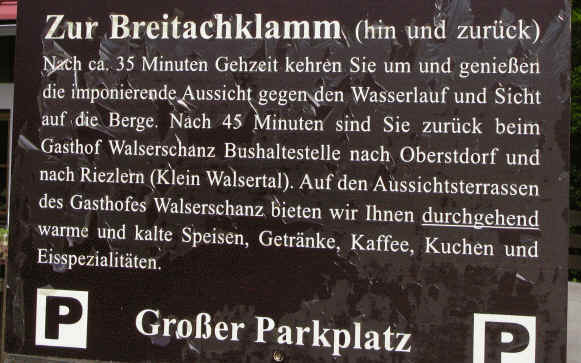 Zur Breitachklamm (hin und zurück)
Nach ca. 35 Minuten Gehzeit kehren Sie um und genießen
die imponierende Aussicht gegen den Wasserlauf und Sicht
auf die Berge. Nach 45 Minuten sind Sie zurück beim
Gasthof Walserschanz Bushaltestelle nach Oberstdorf und
nach Riezlern (Klein Walsertal). Auf den Aussichtsterrassen
des Gasthofes Walserschanz bieten wir Ihnen durchgehend
warme und kalte Speisen, Getränke, Kaffee, Kuchen und
Eisspezialitäten.
P Großer Parkplatz P